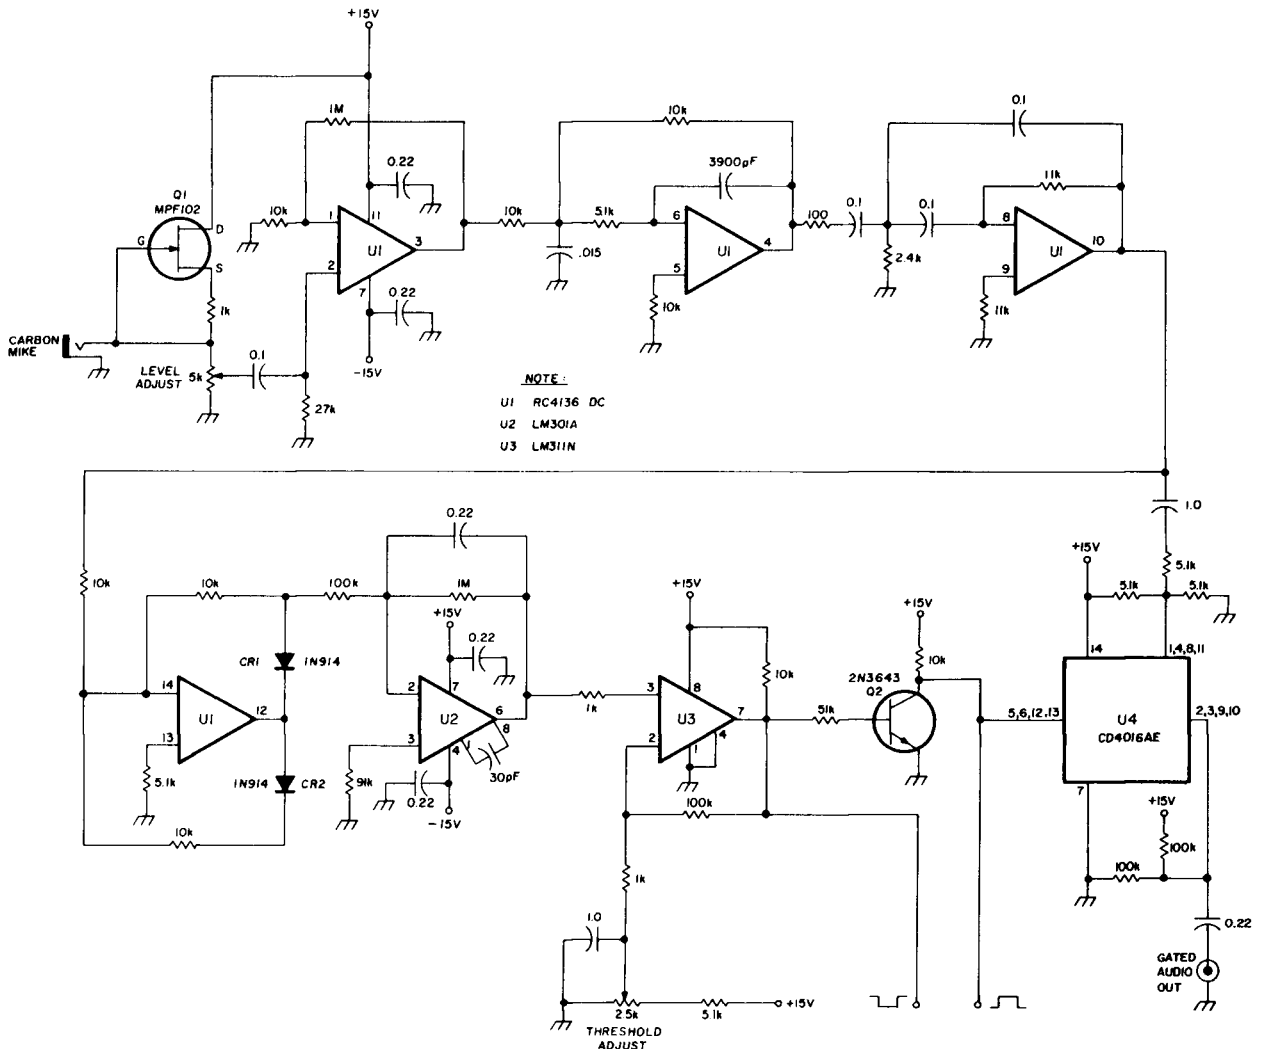 +15V
1M
0.22
Q1
MPF102
D
G
S
1k
10k
1
11
2
7
U1
3
0.22
-15V
CARBON
MIKE
LEVEL
ADJUST
5k
0.1
27k
10k
10k
5.1k
3900pF
.015
6
5
U1
4
10k
100
0.1
0.1
0.1
2.4k
11k
8
9
U1
10
11k
NOTE:
U1 RC4136 DC
U2 LM301A
U3 LM311N
10k
10k
100k
CR1 1N914
14
13
U1
12
5.1k
1N914 CR2
10k
0.22
1M
+15V
0.22
7
2
3
U2
6
8
1
4
30pF
91k
0.22
-15V
1k
+15V
10k
8
3
2
U3
7
1
4
100k
1k
1.0
2.5k
THRESHOLD
ADJUST
5.1k
+15V
51k
+15V
10k
2N3643
Q2
1.0
+15V
5.1k
5.1k
5.1k
14
1,4,8,11
5,6,12,13
U4
CD4016AE
2,3,9,10
7
+15V
100k
100k
0.22
GATED
AUDIO
OUT